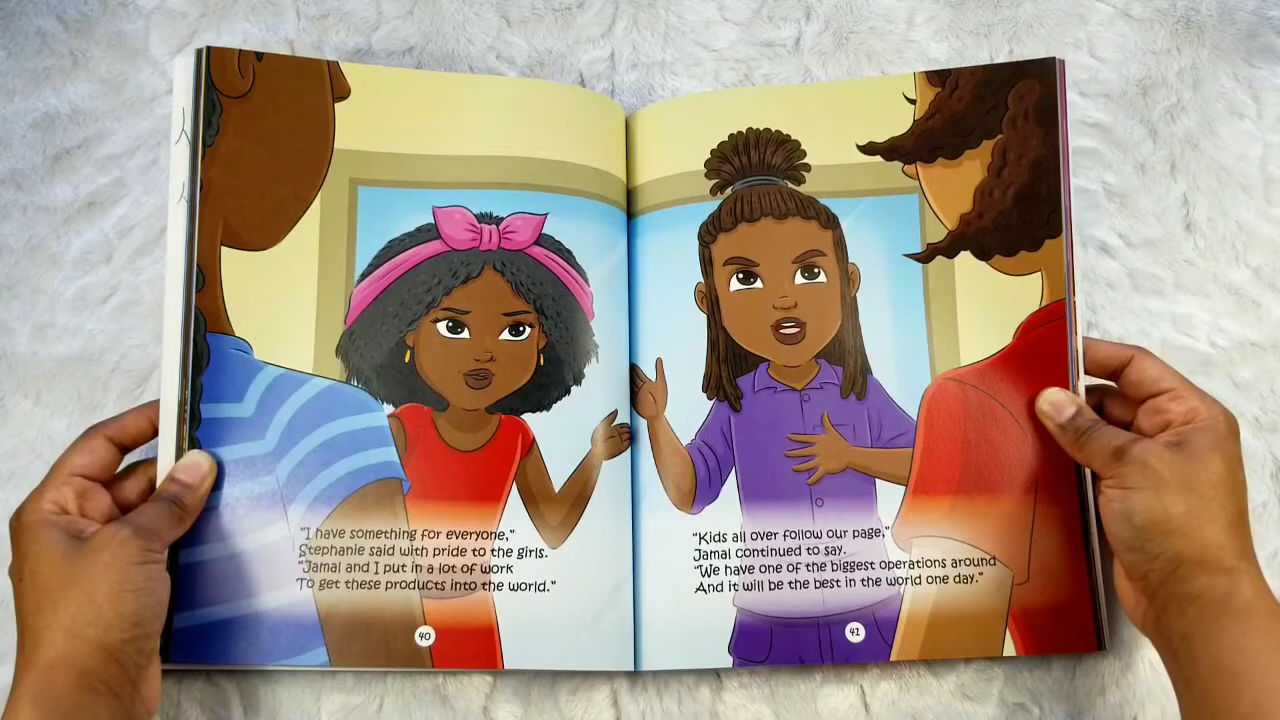 "I have something for everyone,"
Stephanie said with pride to the girls.
"Jamal and I put in a lot of work
To get these products into the world."
40
"Kids all over follow our page,"
Jamal continued to say.
"We have one of the biggest operations around
And it will be the best in the world one day."
41